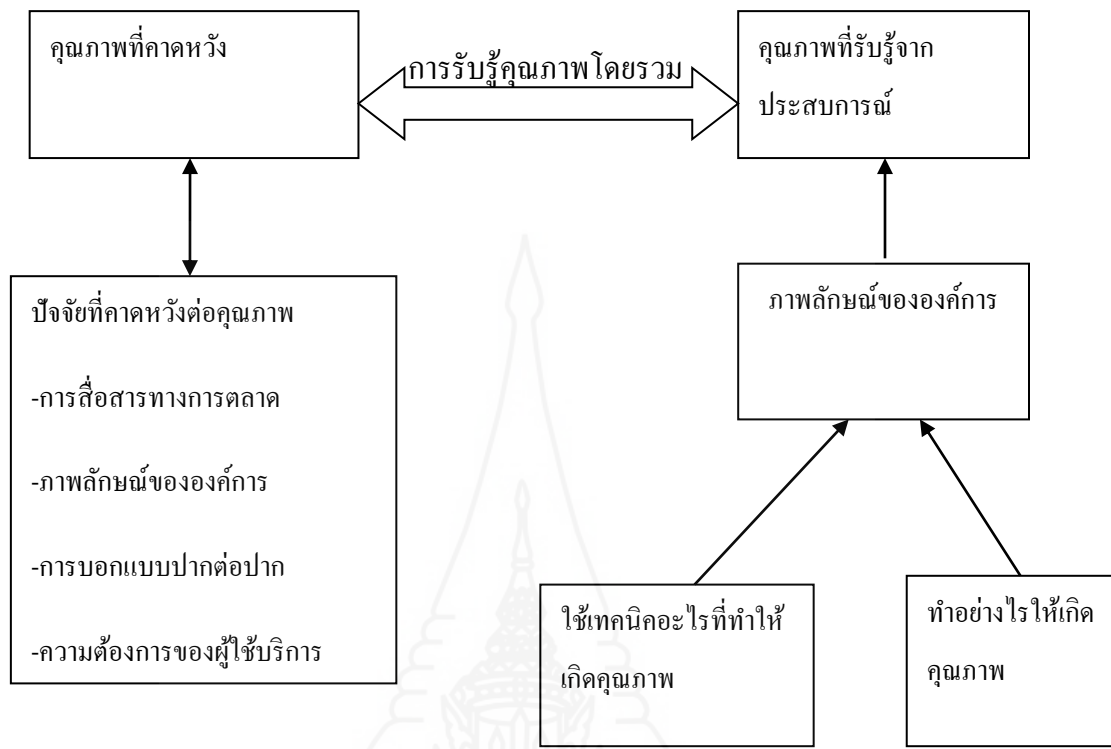 คุณภาพที่คาดหวัง
การรับรู้คุณภาพโดยรวม
คุณภาพที่รับรู้จาก
ประสบการณ์
ปัจจัยที่คาดหวังต่อคุณภาพ
-การสื่อสารทางการตลาด
-ภาพลักษณ์ขององค์การ
-การบอกแบบปากต่อปาก
-ความต้องการของผู้ใช้บริการ
ภาพลักษณ์ขององค์การ
ใช้เทคนิคอะไรที่ทำให้
เกิดคุณภาพ
ทำอย่างไรให้เกิด
คุณภาพ